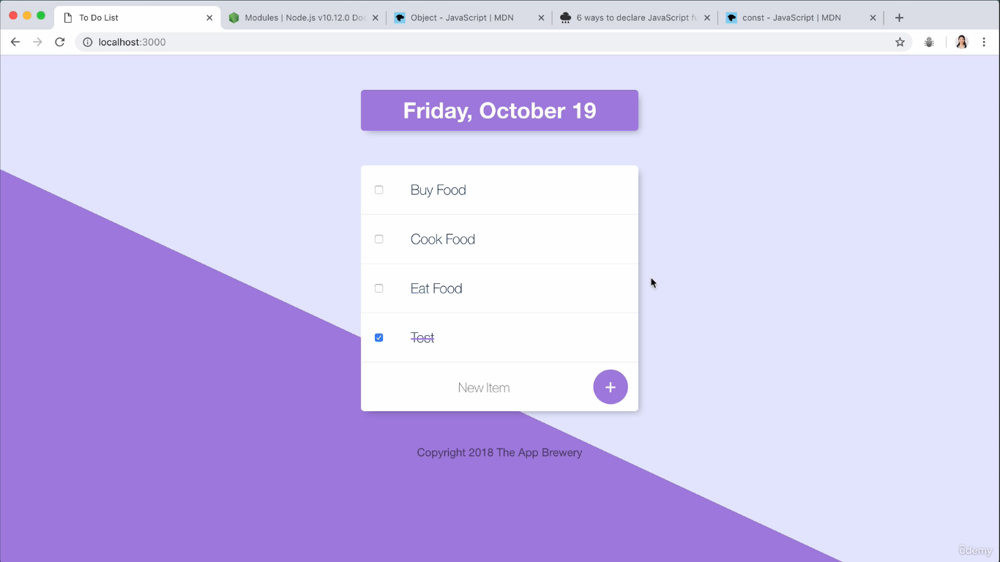 To Do List
Modules | Node.js v10.12.0 Doc
Object - JavaScript | MDN
6 ways to declare JavaScript fu
const - JavaScript | MDN
localhost:3000
Friday, October 19
Buy Food
Cook Food
Eat Food
Test
New Item
+
Copyright 2018 The App Brewery
ûdemy